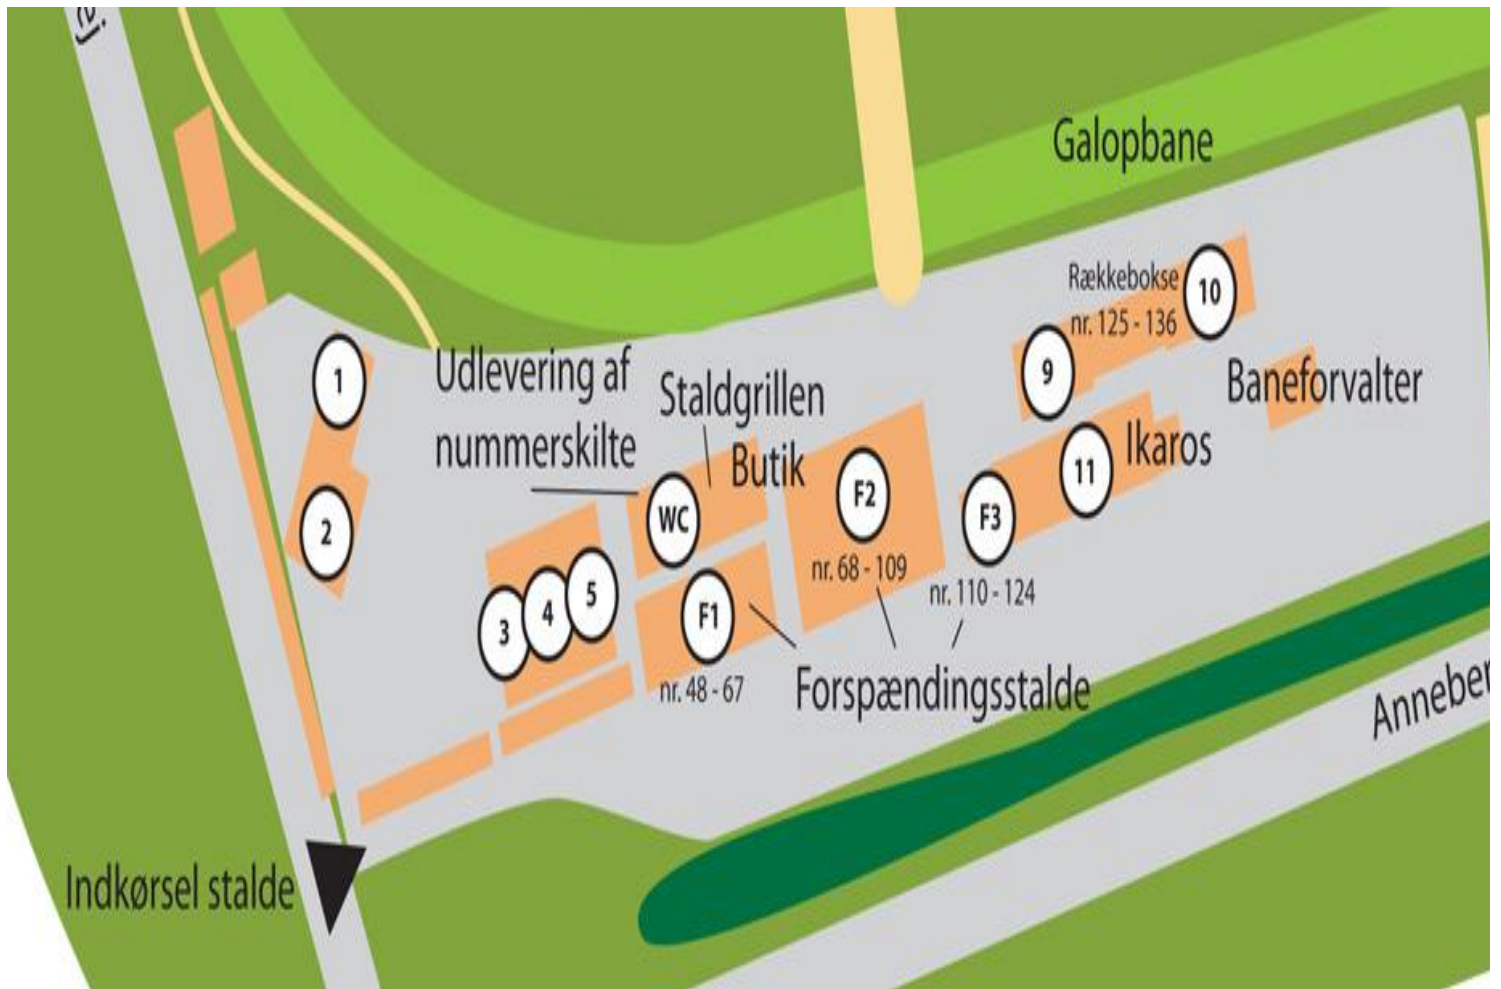 Galopbane
Rækkebokse
nr. 125 - 136
10
9
1
Udlevering af
nummerskilte
Staldgrillen
Butik
Baneforvalter
Ikaros
11
F2
nr. 68 - 109
F3
nr. 110 - 124
WC
2
3
4
5
F1
nr. 48 - 67
Forspændingsstalde
Anneber
Indkørsel stalde